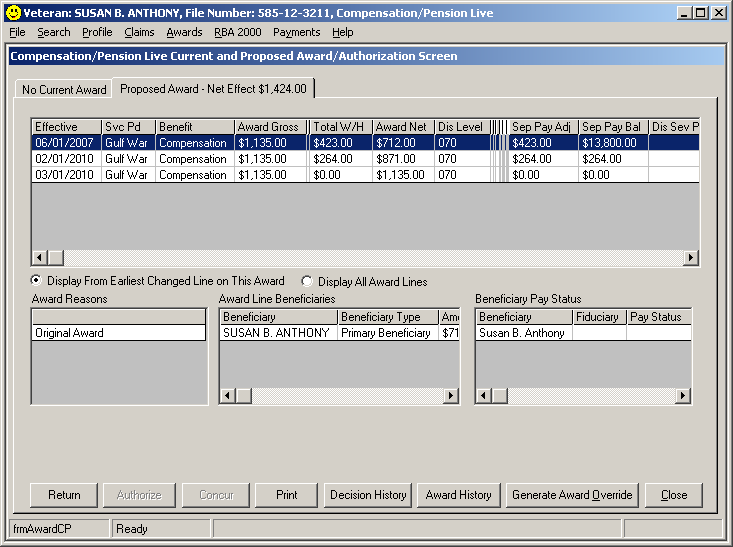 Veteran: SUSAN B. ANTHONY, File Number: 585-12-3211, Compensation/Pension Live
File Search Profile Claims Awards RBA 2000 Payments Help
Compensation/Pension Live Current and Proposed Award/Authorization Screen
No Current Award Proposed Award - Net Effect $1,424.00
Effective Svc Pd Benefit Award Gross Total W/H Award Net Dis Level Sep Pay Adj Sep Pay Bal Dis Sev P
06/01/2007 Gulf War Compensation $1,135.00 $423.00 $712.00 070 $423.00 $13,800.00
02/01/2010 Gulf War Compensation $1,135.00 $264.00 $871.00 070 $264.00 $264.00
03/01/2010 Gulf War Compensation $1,135.00 $0.00 $1,135.00 070 $0.00 $0.00
Display From Earliest Changed Line on This Award Display All Award Lines
Award Reasons Award Line Beneficiaries Beneficiary Pay Status
Beneficiary Beneficiary Type Amo Beneficiary Fiduciary Pay Status
Original Award SUSAN B. ANTHONY Primary Beneficiary $71 Susan B. Anthony
Return Authorize Concur Print Decision History Award History Generate Award Override Close
frmAwardCP Ready